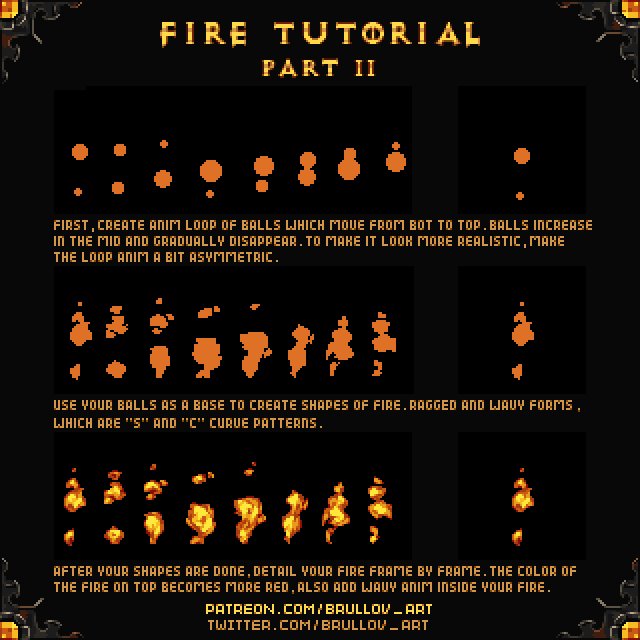 FIRE TUTORIAL
PART II
FIRST, CREATE ANIM LOOP OF BALLS WHICH MOVE FROM BOT TO TOP. BALLS INCREASE
IN THE MID AND GRADUALLY DISAPPEAR. TO MAKE IT LOOK MORE REALISTIC, MAKE
THE LOOP ANIM A BIT ASYMMETRIC.
USE YOUR BALLS AS A BASE TO CREATE SHAPES OF FIRE. RAGGED AND WAVY FORMS,
WHICH ARE "S" AND "C" CURVE PATTERNS.
AFTER YOUR SHAPES ARE DONE, DETAIL YOUR FIRE FRAME BY FRAME. THE COLOR OF
THE FIRE ON TOP BECOMES MORE RED, ALSO ADD WAVY ANIM INSIDE YOUR FIRE.
PATREON.COM/BRULLOV_ART
TWITTER.COM/BRULLOV_ART